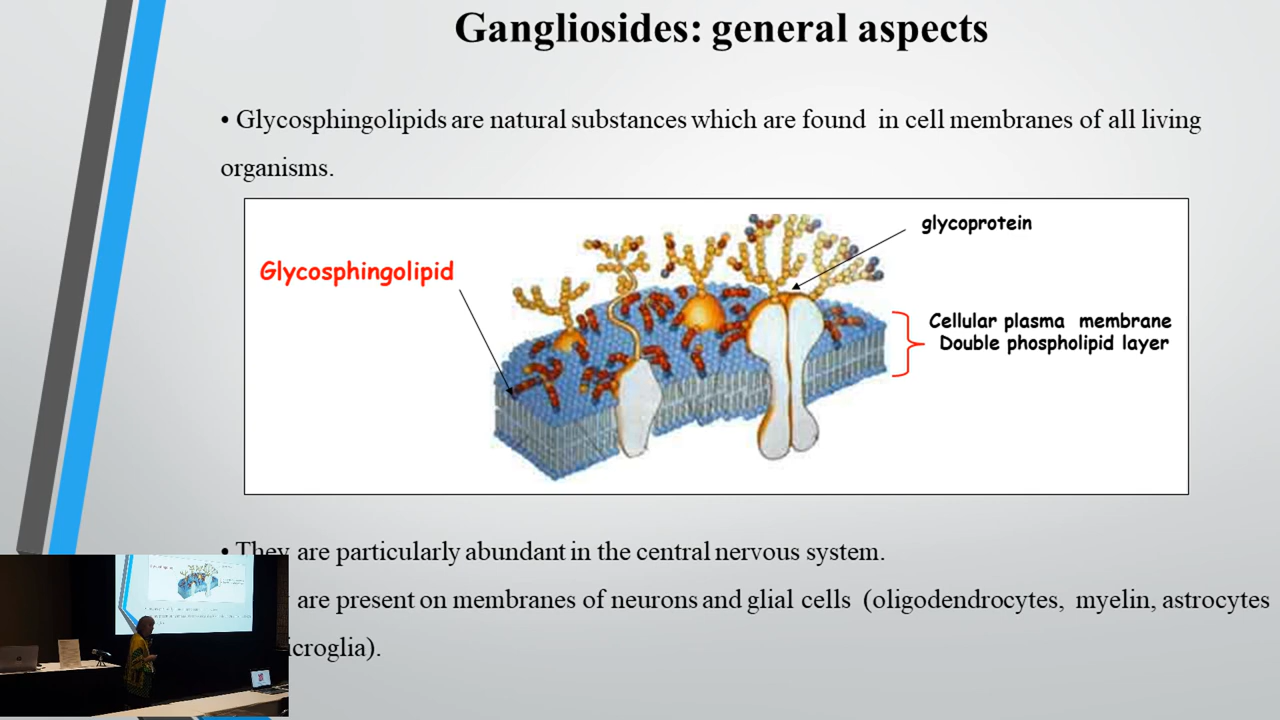 Gangliosides: general aspects
• Glycosphingolipids are natural substances which are found in cell membranes of all living
organisms.
glycoprotein
Glycosphingolipid
Cellular plasma membrane
Double phospholipid layer
• They are particularly abundant in the central nervous system.
are present on membranes of neurons and glial cells (oligodendrocytes, myelin, astrocytes
icroglia).